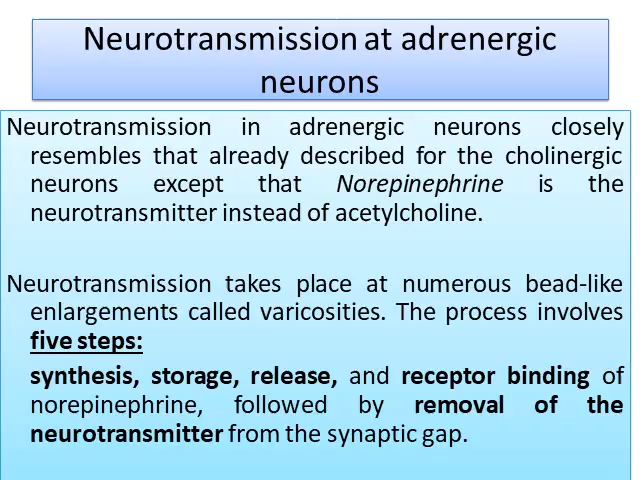 Neurotransmission at adrenergic
neurons
Neurotransmission in adrenergic neurons closely
resembles that already described for the cholinergic
neurons except that Norepinephrine is the
neurotransmitter instead of acetylcholine.
Neurotransmission takes place at numerous bead-like
enlargements called varicosities. The process involves
five steps:
synthesis, storage, release, and receptor binding of
norepinephrine, followed by removal of the
neurotransmitter from the synaptic gap.